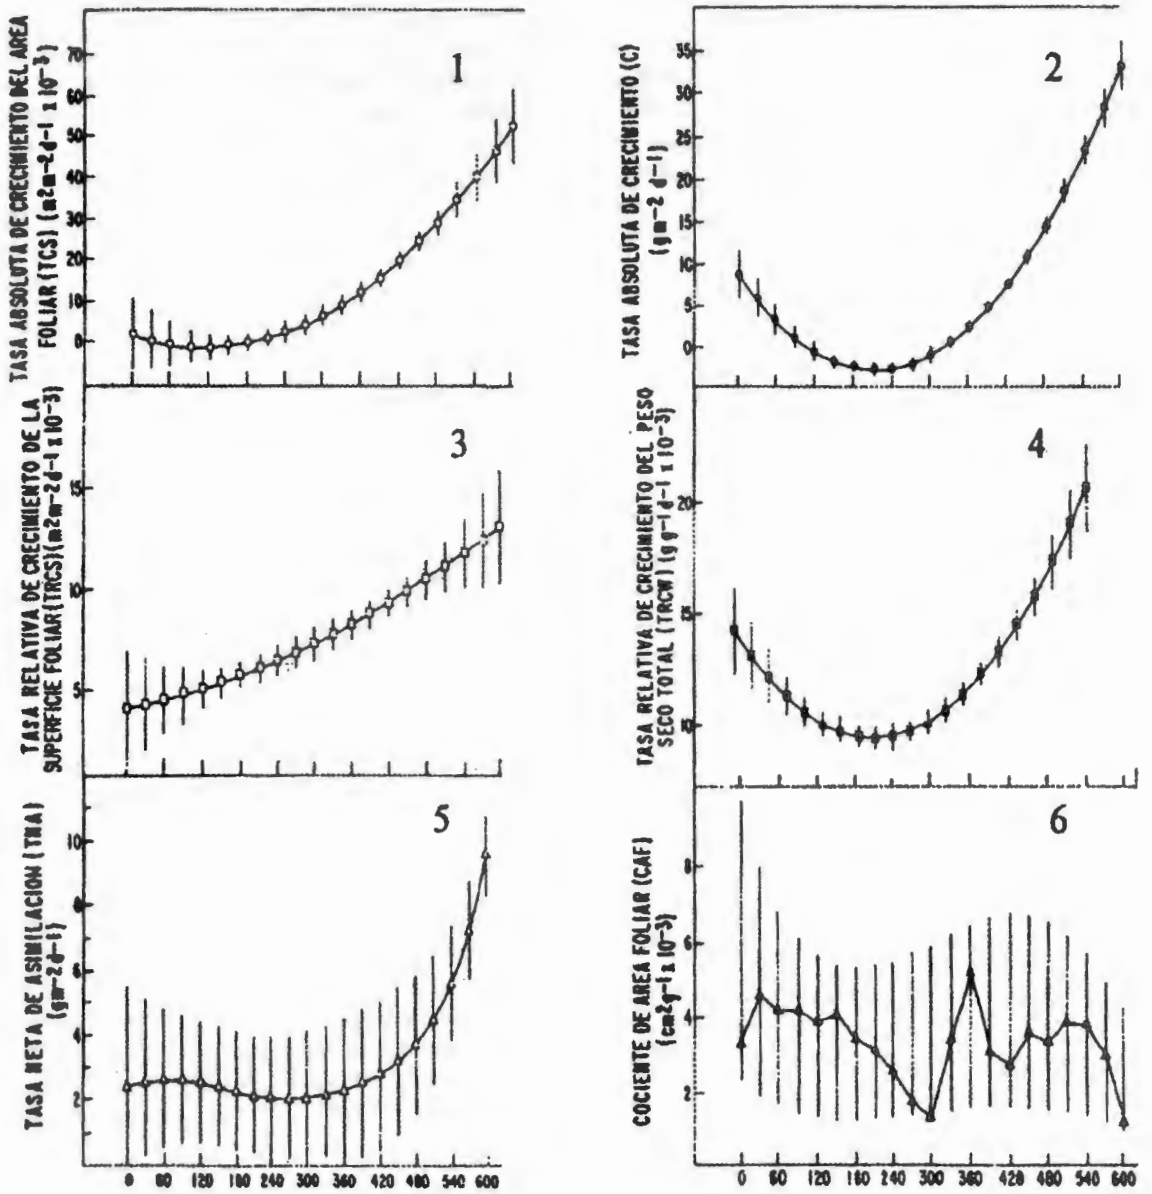 TASA ABSOLUTA DE CRECIMIENTO DEL AREA
FOLIAR (TCS) (m2m-2d-1 x 10-3)
70
60
50
40
30
20
10
0
1
TASA ABSOLUTA DE CRECIMIENTO (C)
(gm-2 d-1)
35
30
25
20
15
10
5
0
2
TASA RELATIVA DE CRECIMIENTO DE LA
SUPERFICIE FOLIAR (TRCS) (m2m-2d-1 x 10-3)
15
10
5
3
TASA RELATIVA DE CRECIMIENTO DEL PESO
SECO TOTAL (TRCW) (gg-1d-1 x 10-3)
20
15
10
4
TASA NETA DE ASIMILACION (TNA)
(gm-2d-1)
10
8
6
4
2
5
0 60 120 180 240 300 360 420 480 540 600
COCIENTE DE AREA FOLIAR (CAF)
(cm2g-1 x 10-3)
8
6
4
2
6
0 60 120 180 240 300 360 420 480 540 600